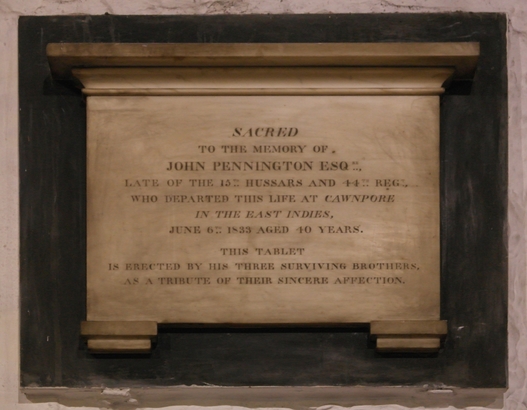 SACRED
TO THE MEMORY OF,
JOHN PENNINGTON ESQRE.
LATE OF THE 15TH HUSSARS AND 44TH REGT.
WHO DEPARTED THIS LIFE AT CAWNPORE
IN THE EAST INDIES,
JUNE 6TH 1833 AGED 40 YEARS.
THIS TABLET
IS ERECTED BY HIS THREE SURVIVING BROTHERS,
AS A TRIBUTE OF THEIR SINCERE AFFECTION.